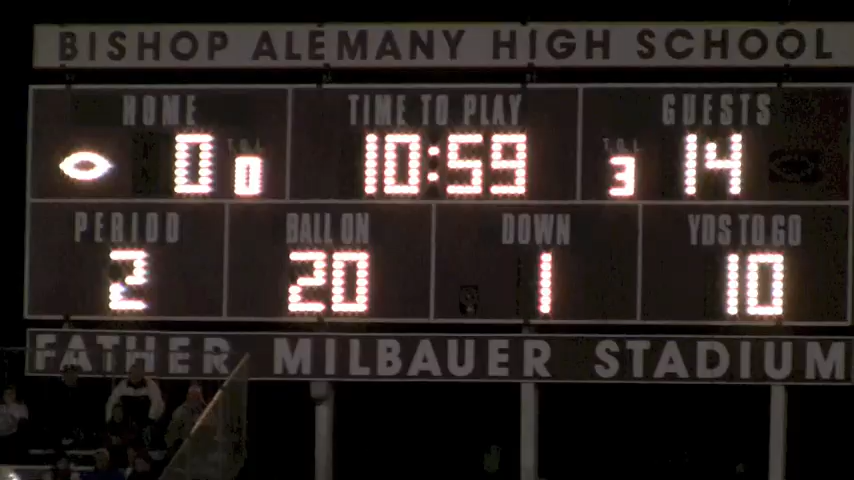 BISHOP ALEMANY HIGH SCHOOL
HOME TIME TO PLAY GUESTS
0 T.O.L 0 10:59 T.O.L 3 14
PERIOD BALL ON DOWN YDS TO GO
2 20 1 10
FATHER MILBAUER STADIUM